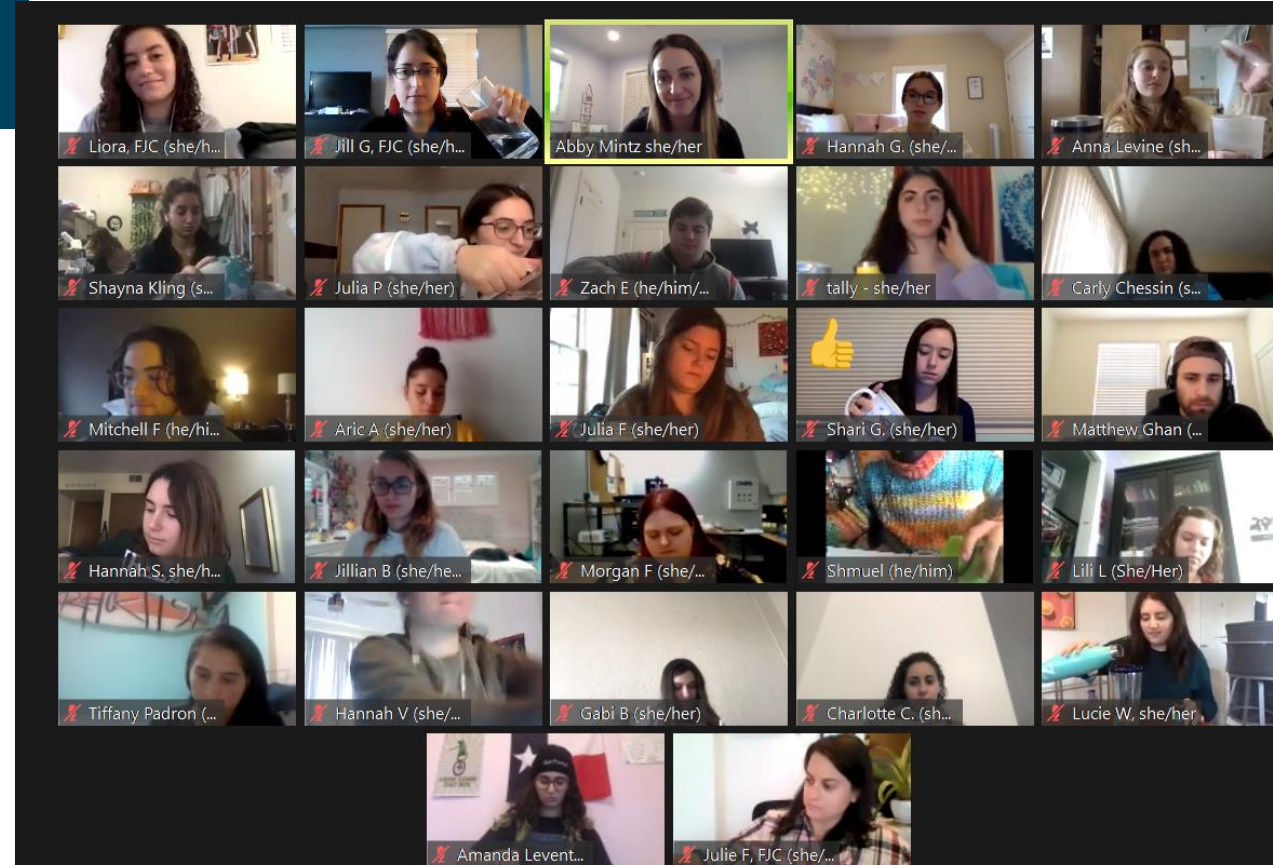 Liora, FJC (she/h...
Jill G, FJC (she/h...
Abby Mintz she/her
Hannah G. (she/...
Anna Levine (sh...
Shayna Kling (s...
Julia P (she/her)
Zach E (he/him/...
tally - she/her
Carly Chessin (s...
Mitchell F (he/hi...
Aric A (she/her)
Julia F (she/her)
Shari G. (she/her)
Matthew Ghan (...
Hannah S. she/h...
Jillian B (she/he...
Morgan F (she/...
Shmuel (he/him)
Lili L (She/Her)
Tiffany Padron (...
Hannah V (she/...
Gabi B (she/her)
Charlotte C. (sh...
Lucie W, she/her
Amanda Levent...
Julie F, FJC (she/...